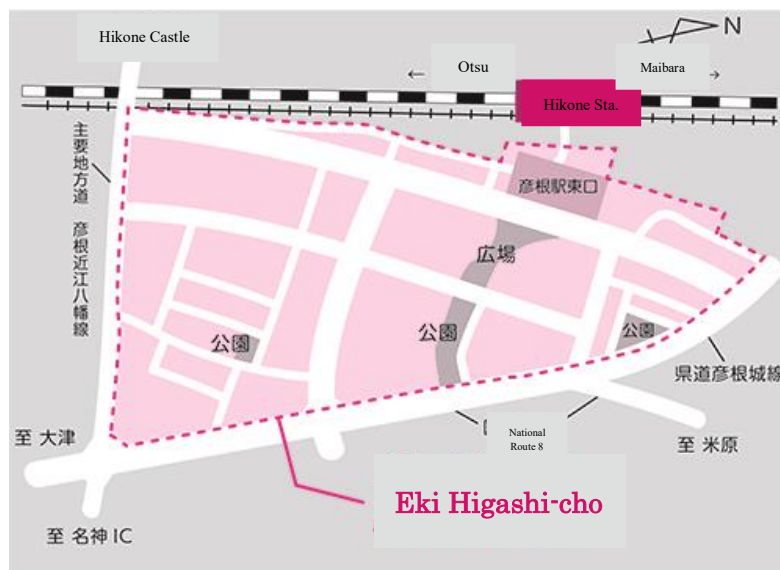 Hikone Castle
N
← Otsu
Maibara →
Hikone Sta.
主要地方道 彦根近江八幡線
彦根駅東口
広場
公園
公園
公園
県道彦根城線
至 大津
National
Route 8
至 米原
Eki Higashi-cho
至 名神IC